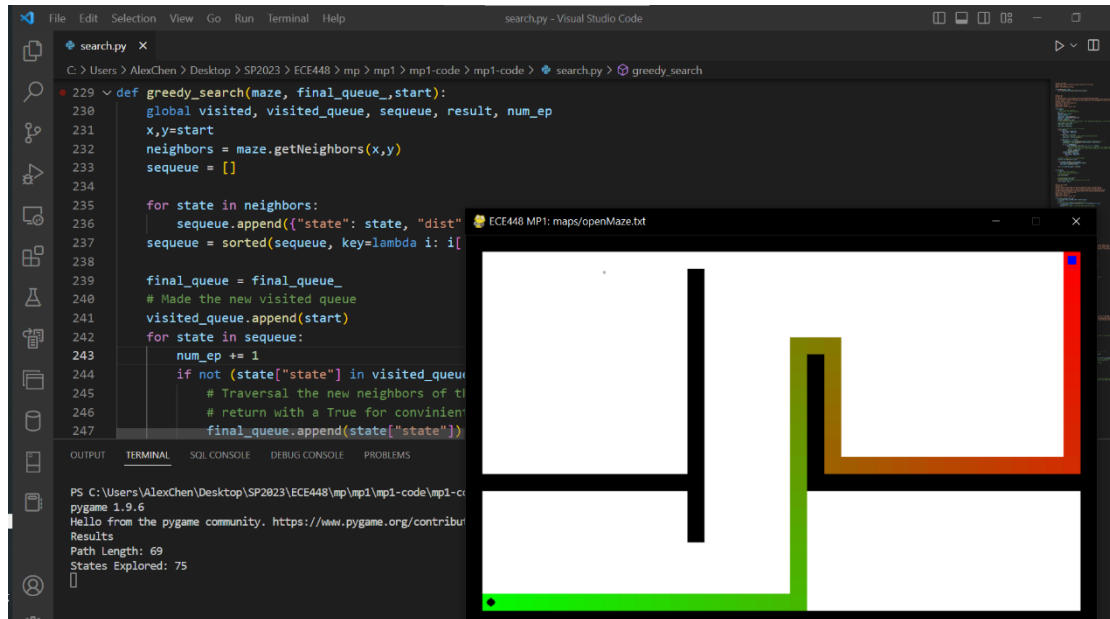 File Edit Selection View Go Run Terminal Help
search.py - Visual Studio Code
search.py
C: > Users > AlexChen > Desktop > SP2023 > ECE448 > mp > mp1 > mp1-code > mp1-code > search.py > greedy_search
229 def greedy_search(maze, final_queue_,start):
230 global visited, visited_queue, sequeue, result, num_ep
231 x,y=start
232 neighbors = maze.getNeighbors(x,y)
233 sequeue = []
234
235 for state in neighbors:
236 sequeue.append({"state": state, "dist"
237 sequeue = sorted(sequeue, key=lambda i: i[
238
239 final_queue = final_queue_
240 # Made the new visited queue
241 visited_queue.append(start)
242 for state in sequeue:
243 num_ep += 1
244 if not (state["state"] in visited_queue
245 # Traversal the new neighbors of
246 # return with a True for convinien
247 final_queue.append(state["state"])
ECE448 MP1: maps/openMaze.txt
OUTPUT TERMINAL SQL CONSOLE DEBUG CONSOLE PROBLEMS
PS C:\Users\AlexChen\Desktop\SP2023\ECE448\mp\mp1\mp1-code\mp1-co
pygame 1.9.6
Hello from the pygame community. https://www.pygame.org/contribu
Results
Path Length: 69
States Explored: 75